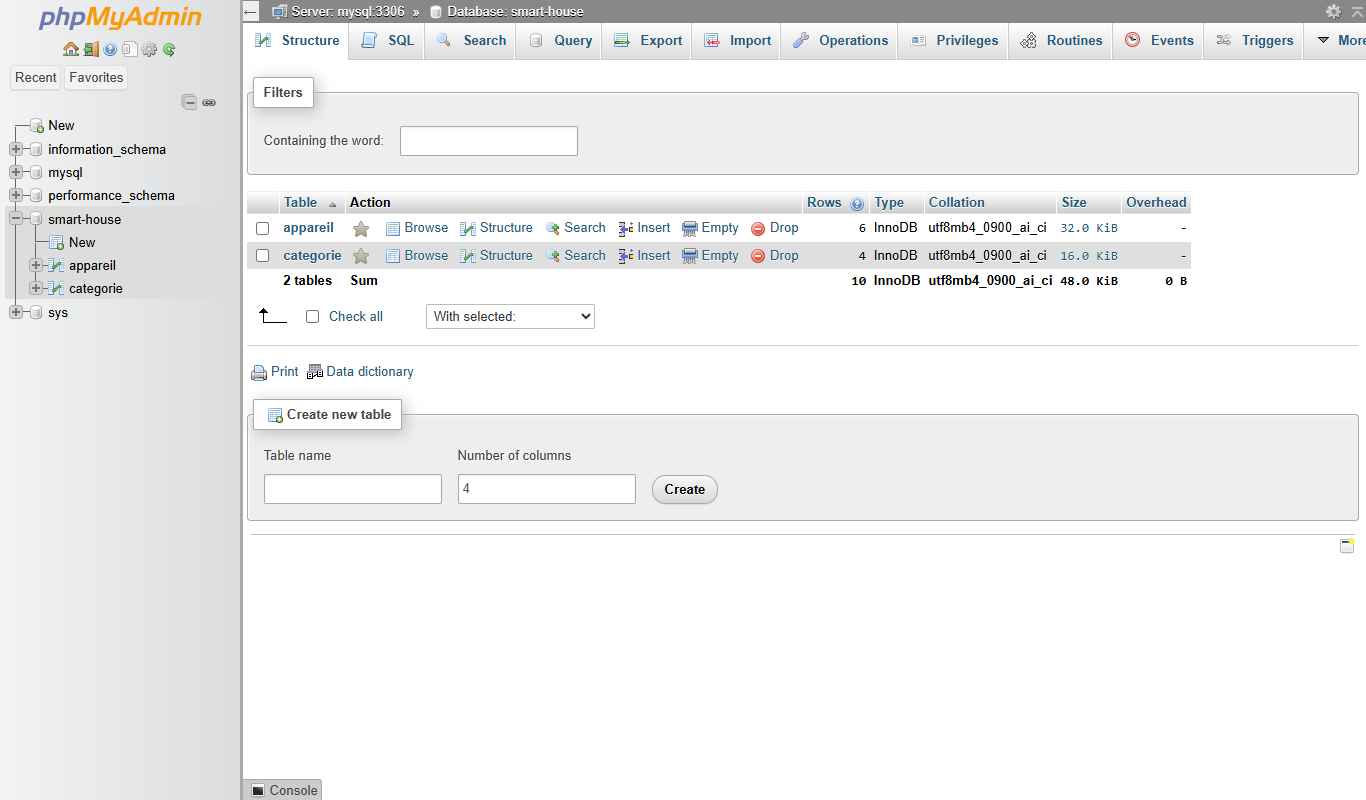 phpMyAdmin
Recent Favorites
New
information_schema
mysql
performance_schema
smart-house
New
appareil
categorie
sys
Server: mysql:3306 » Database: smart-house
Structure SQL Search Query Export Import Operations Privileges Routines Events Triggers More
Filters
Containing the word:
Table Action Rows Type Collation Size Overhead
appareil Browse Structure Search Insert Empty Drop 6 InnoDB utf8mb4_0900_ai_ci 32.0 KiB -
categorie Browse Structure Search Insert Empty Drop 4 InnoDB utf8mb4_0900_ai_ci 16.0 KiB -
2 tables Sum 10 InnoDB utf8mb4_0900_ai_ci 48.0 KiB 0 B
Check all With selected:
Print Data dictionary
Create new table
Table name Number of columns
4 Create
Console